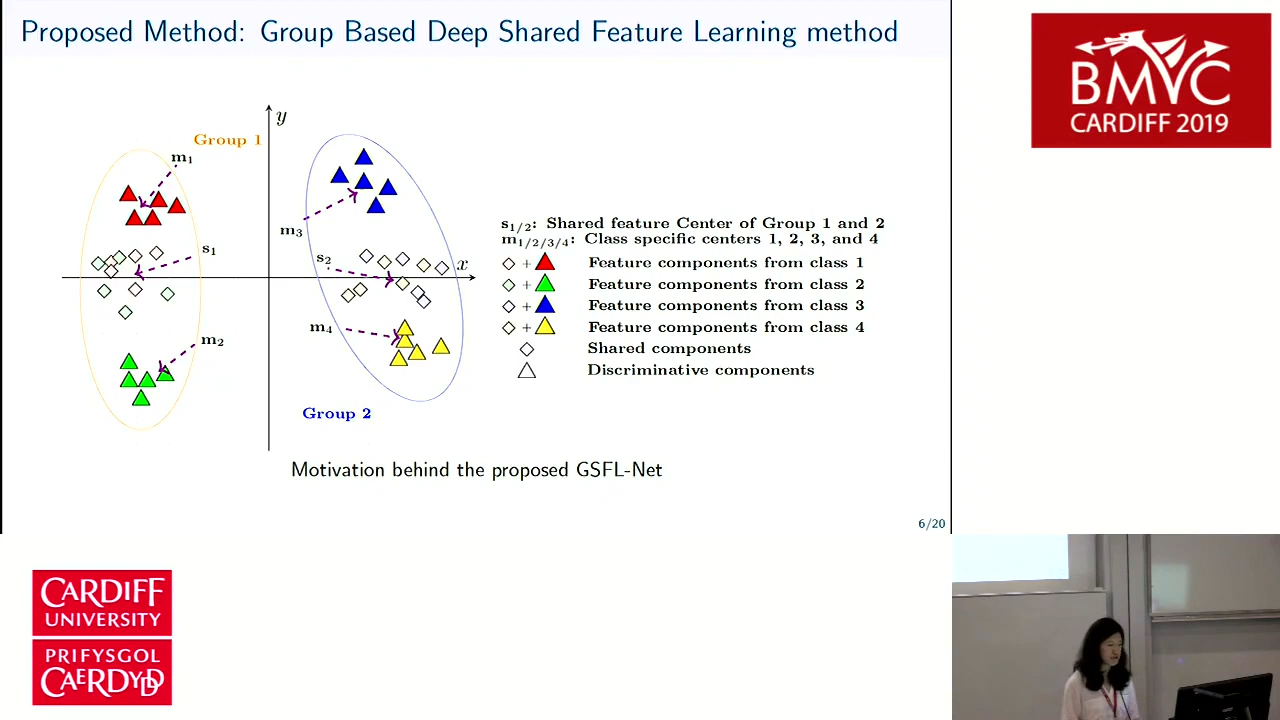 Proposed Method: Group Based Deep Shared Feature Learning method
BMVC
CARDIFF 2019
y
Group 1
m1
m3
s1
s2
x
m4
m2
Group 2
s1/2: Shared feature Center of Group 1 and 2
m1/2/3/4: Class specific centers 1, 2, 3, and 4
+ Feature components from class 1
+ Feature components from class 2
+ Feature components from class 3
+ Feature components from class 4
Shared components
Discriminative components
Motivation behind the proposed GSFL-Net
6/20
CARDIFF
UNIVERSITY
PRIFYSGOL
CAERDYDD